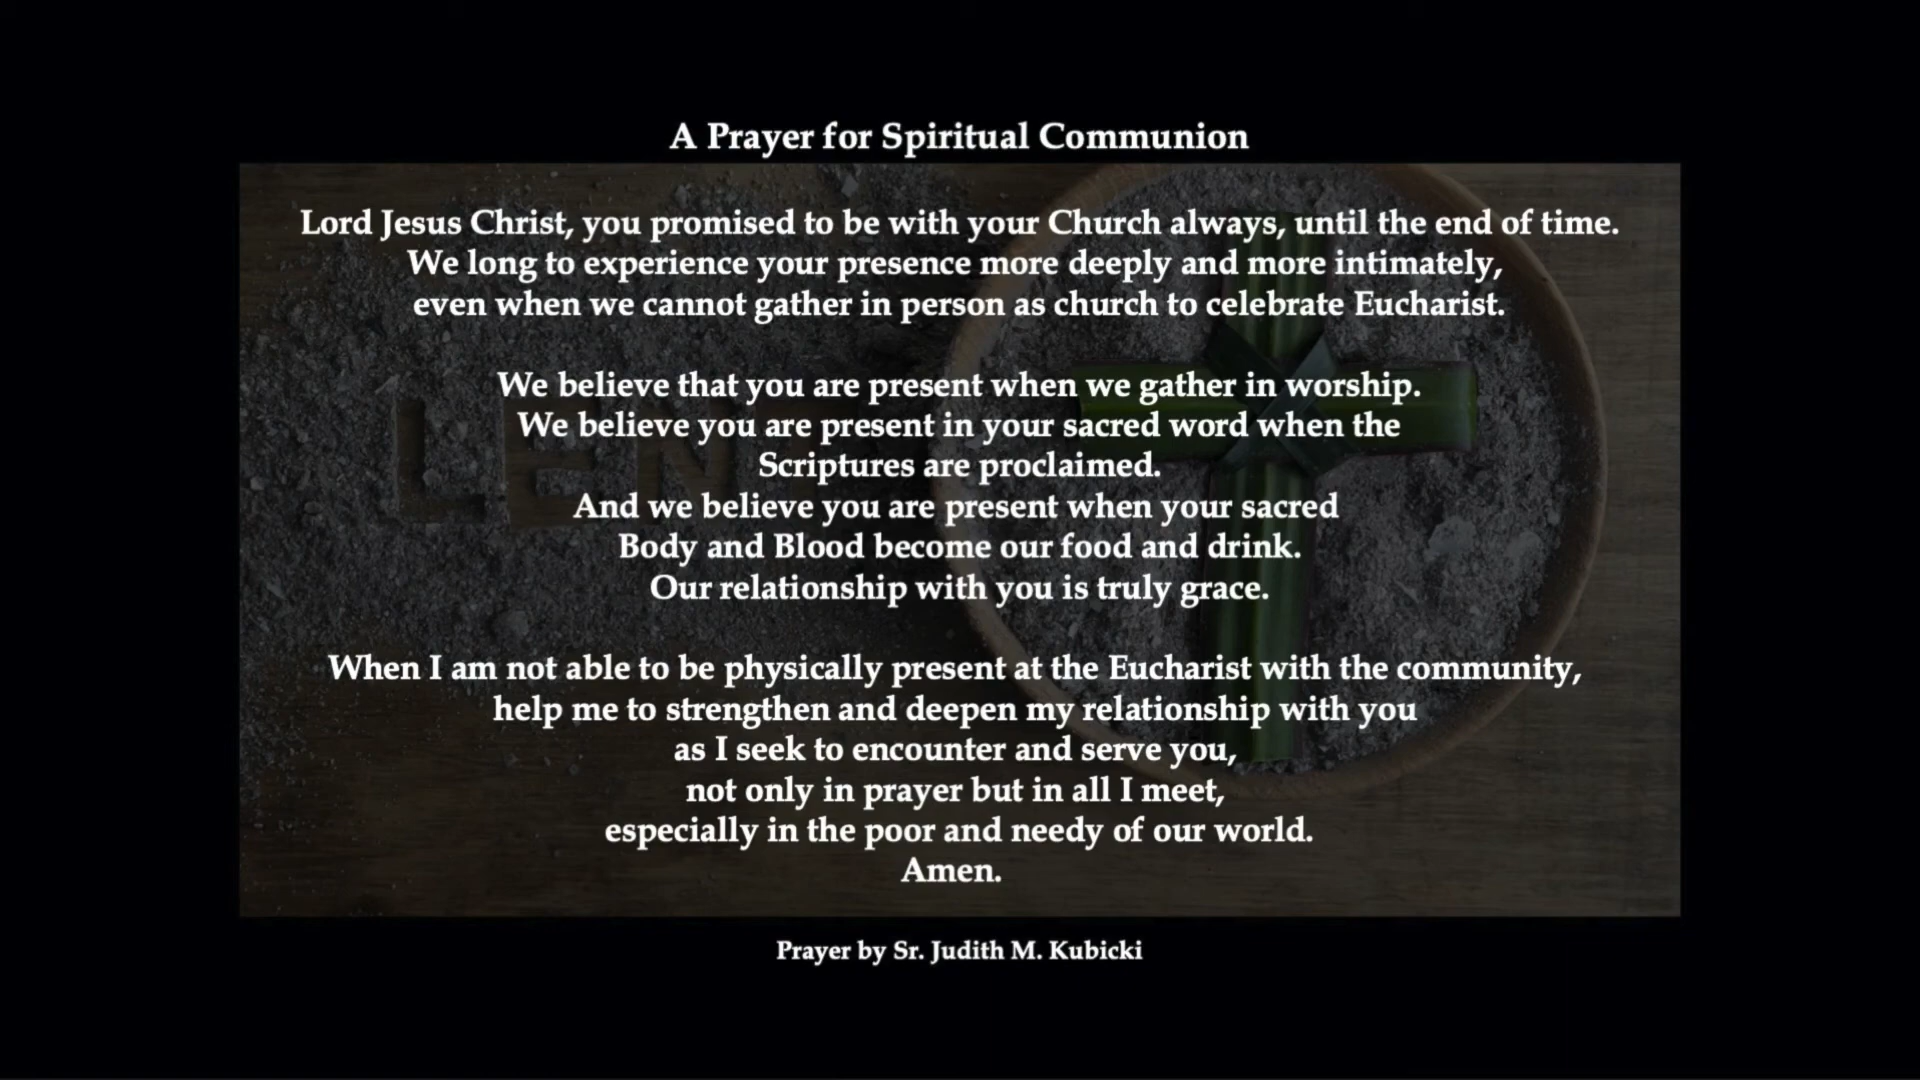 A Prayer for Spiritual Communion
Lord Jesus Christ, you promised to be with your Church always, until the end of time.
We long to experience your presence more deeply and more intimately,
even when we cannot gather in person as church to celebrate Eucharist.
We believe that you are present when we gather in worship.
We believe you are present in your sacred word when the
Scriptures are proclaimed.
And we believe you are present when your sacred
Body and Blood become our food and drink.
Our relationship with you is truly grace.
When I am not able to be physically present at the Eucharist with the community,
help me to strengthen and deepen my relationship with you
as I seek to encounter and serve you,
not only in prayer but in all I meet,
especially in the poor and needy of our world.
Amen.
Prayer by Sr. Judith M. Kubicki
LEN